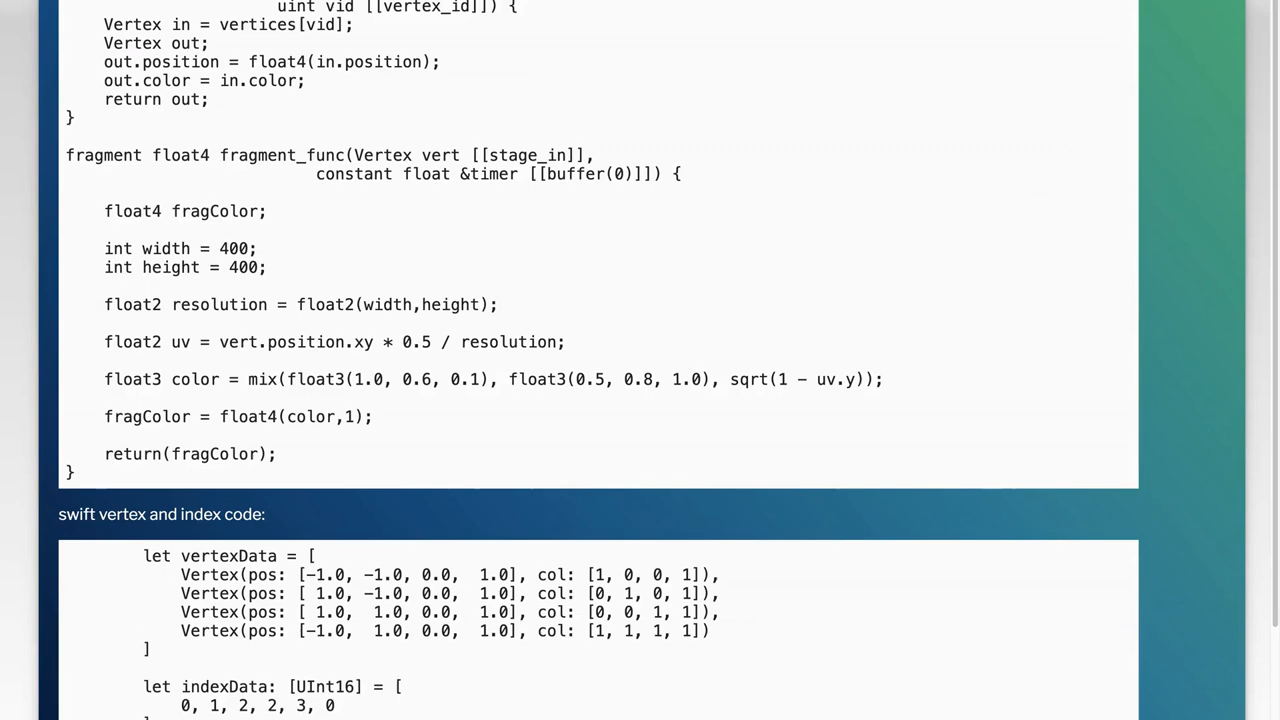 uint vid [[vertex_id]]) {
Vertex in = vertices[vid];
Vertex out;
out.position = float4(in.position);
out.color = in.color;
return out;
}
fragment float4 fragment_func(Vertex vert [[stage_in]],
constant float &timer [[buffer(0)]]) {
float4 fragColor;
int width = 400;
int height = 400;
float2 resolution = float2(width,height);
float2 uv = vert.position.xy * 0.5 / resolution;
float3 color = mix(float3(1.0, 0.6, 0.1), float3(0.5, 0.8, 1.0), sqrt(1 - uv.y));
fragColor = float4(color,1);
return(fragColor);
}
swift vertex and index code:
let vertexData = [
Vertex(pos: [-1.0, -1.0, 0.0,  1.0], col: [1, 0, 0, 1]),
Vertex(pos: [ 1.0, -1.0, 0.0,  1.0], col: [0, 1, 0, 1]),
Vertex(pos: [ 1.0,  1.0, 0.0,  1.0], col: [0, 0, 1, 1]),
Vertex(pos: [-1.0,  1.0, 0.0,  1.0], col: [1, 1, 1, 1])
]
let indexData: [UInt16] = [
0, 1, 2, 2, 3, 0